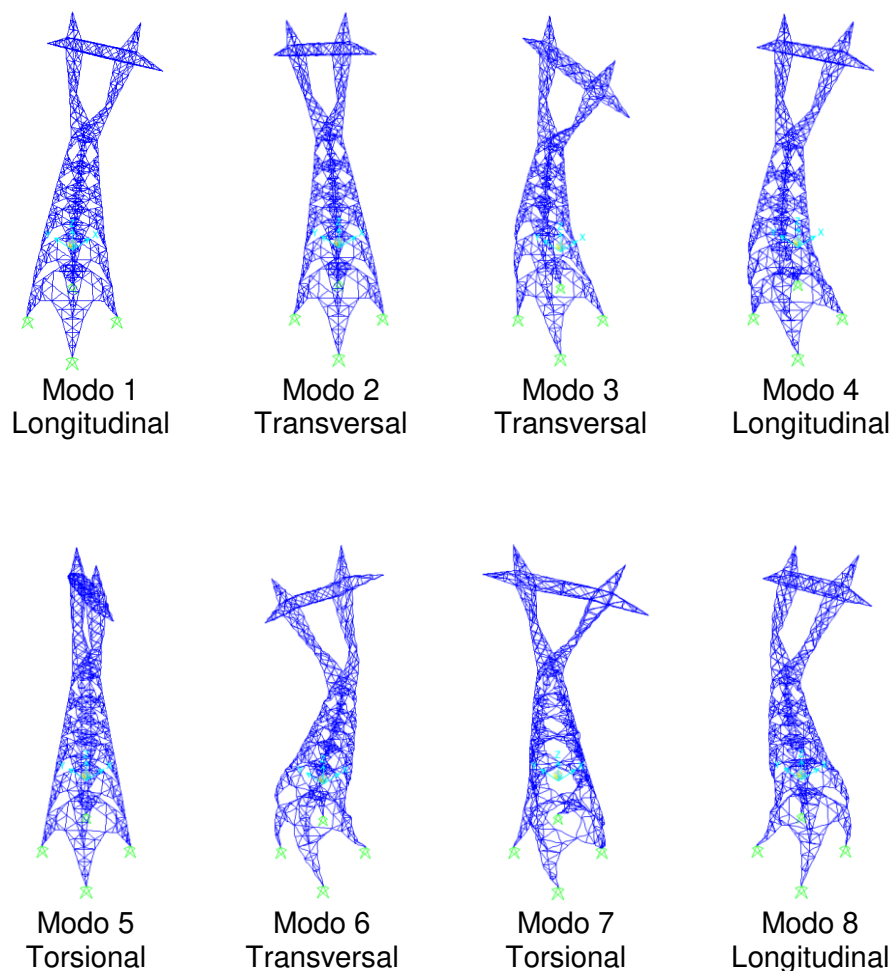 Modo 1
Longitudinal
Modo 2
Transversal
Modo 3
Transversal
Modo 4
Longitudinal
Modo 5
Torsional
Modo 6
Transversal
Modo 7
Torsional
Modo 8
Longitudinal